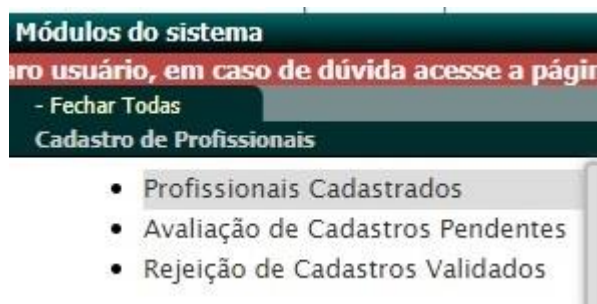 Módulos do sistema
aro usuário, em caso de dúvida acesse a págin
- Fechar Todas
Cadastro de Profissionais
• Profissionais Cadastrados
• Avaliação de Cadastros Pendentes
• Rejeição de Cadastros Validados